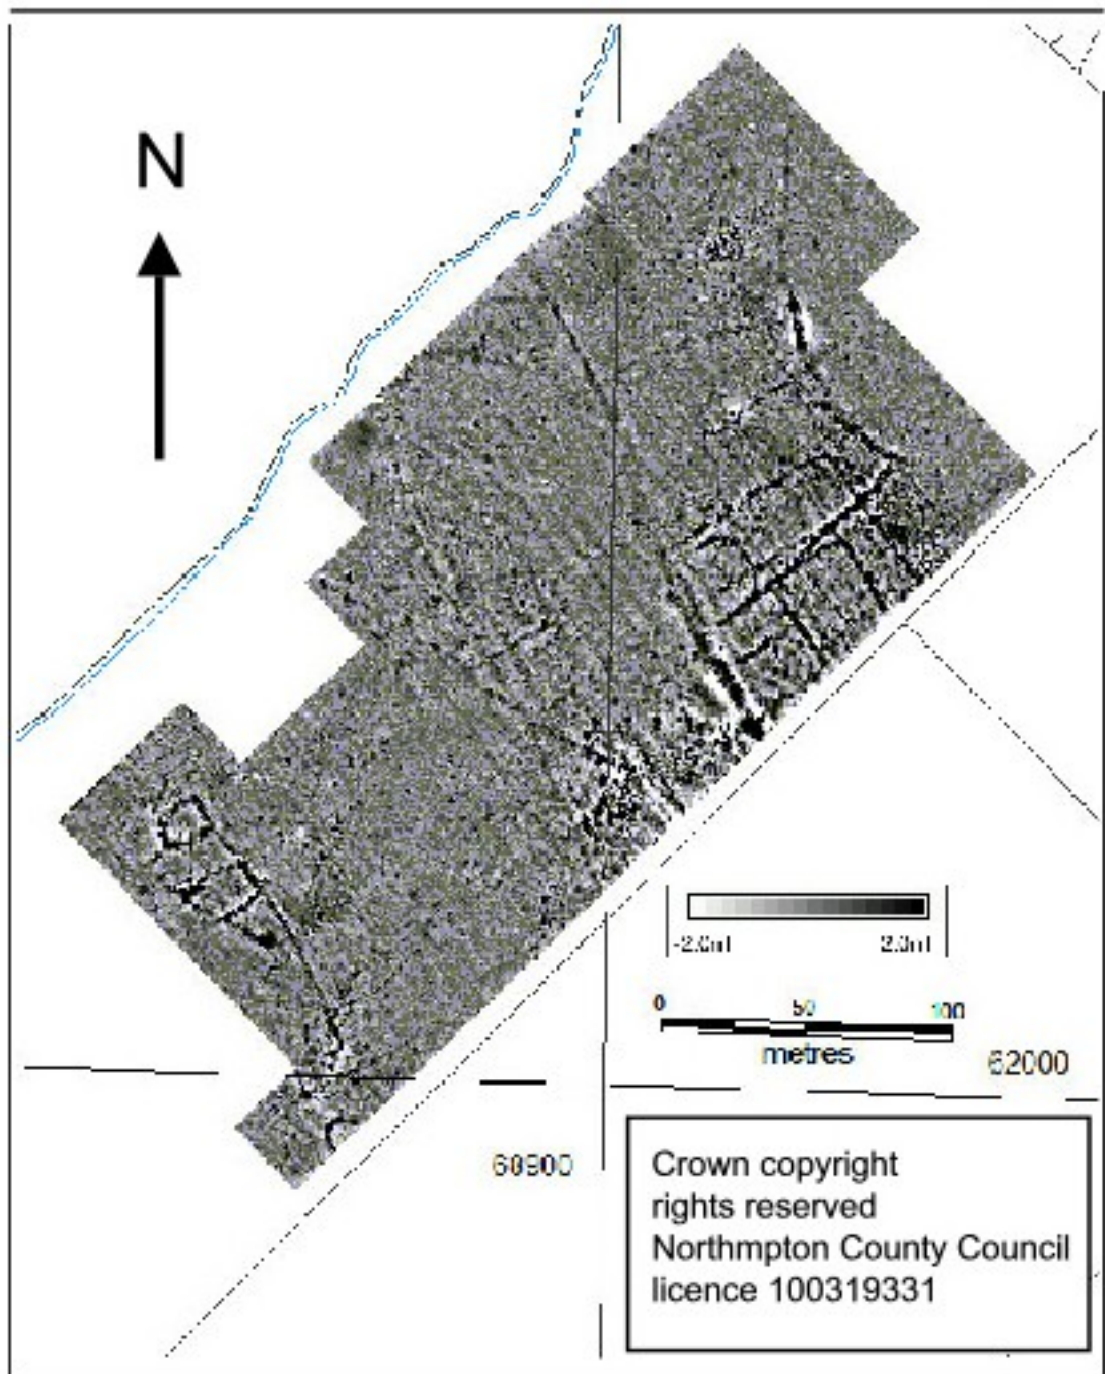 N
-2.0nT 2.0nT
0 50 100
metres
62000
60900
Crown copyright
rights reserved
Northmpton County Council
licence 100319331